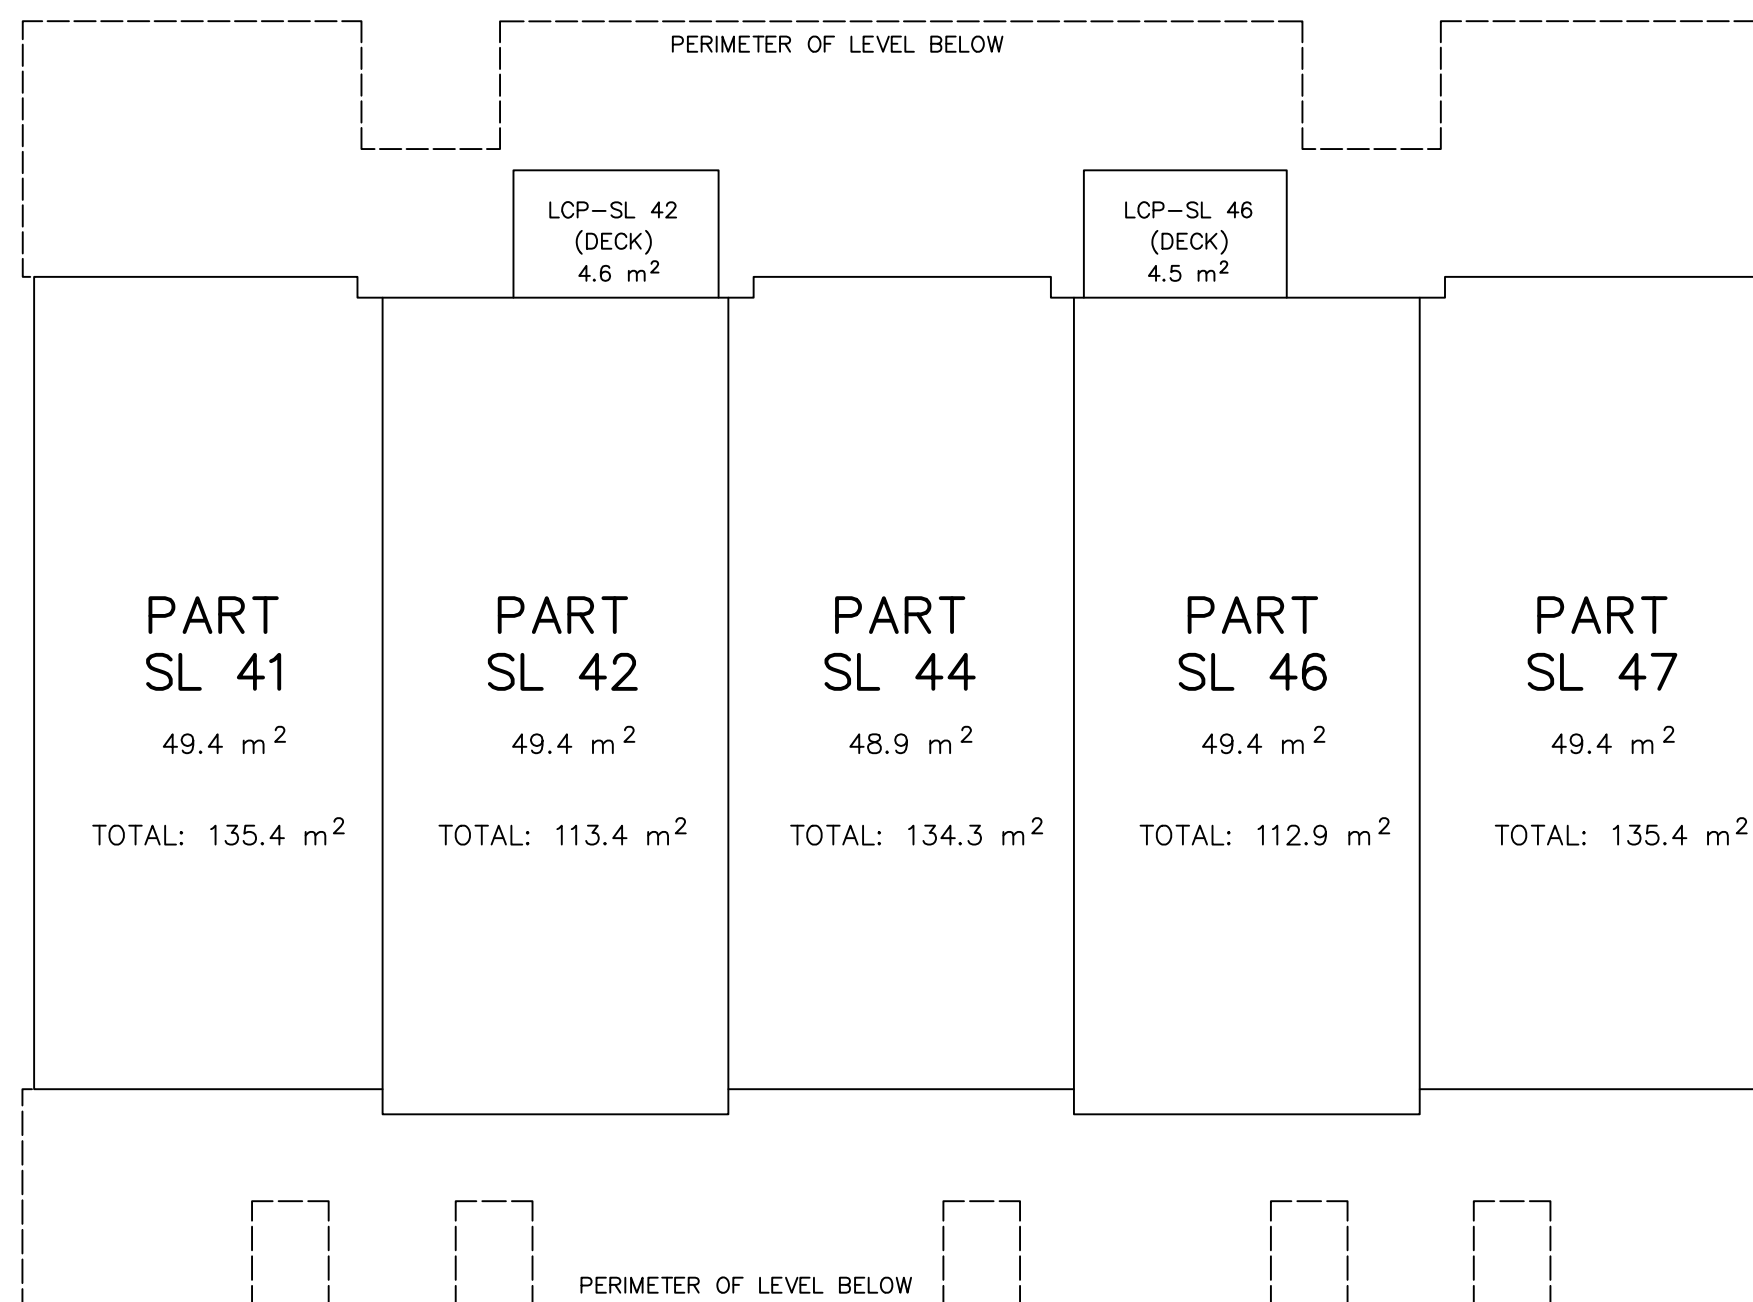 PERIMETER OF LEVEL BELOW
LCP-SL 42
(DECK)
4.6 m²
LCP-SL 46
(DECK)
4.5 m²
PART
SL 41
49.4 m²
TOTAL: 135.4 m²
PART
SL 42
49.4 m²
TOTAL: 113.4 m²
PART
SL 44
48.9 m²
TOTAL: 134.3 m²
PART
SL 46
49.4 m²
TOTAL: 112.9 m²
PART
SL 47
49.4 m²
TOTAL: 135.4 m²
PERIMETER OF LEVEL BELOW